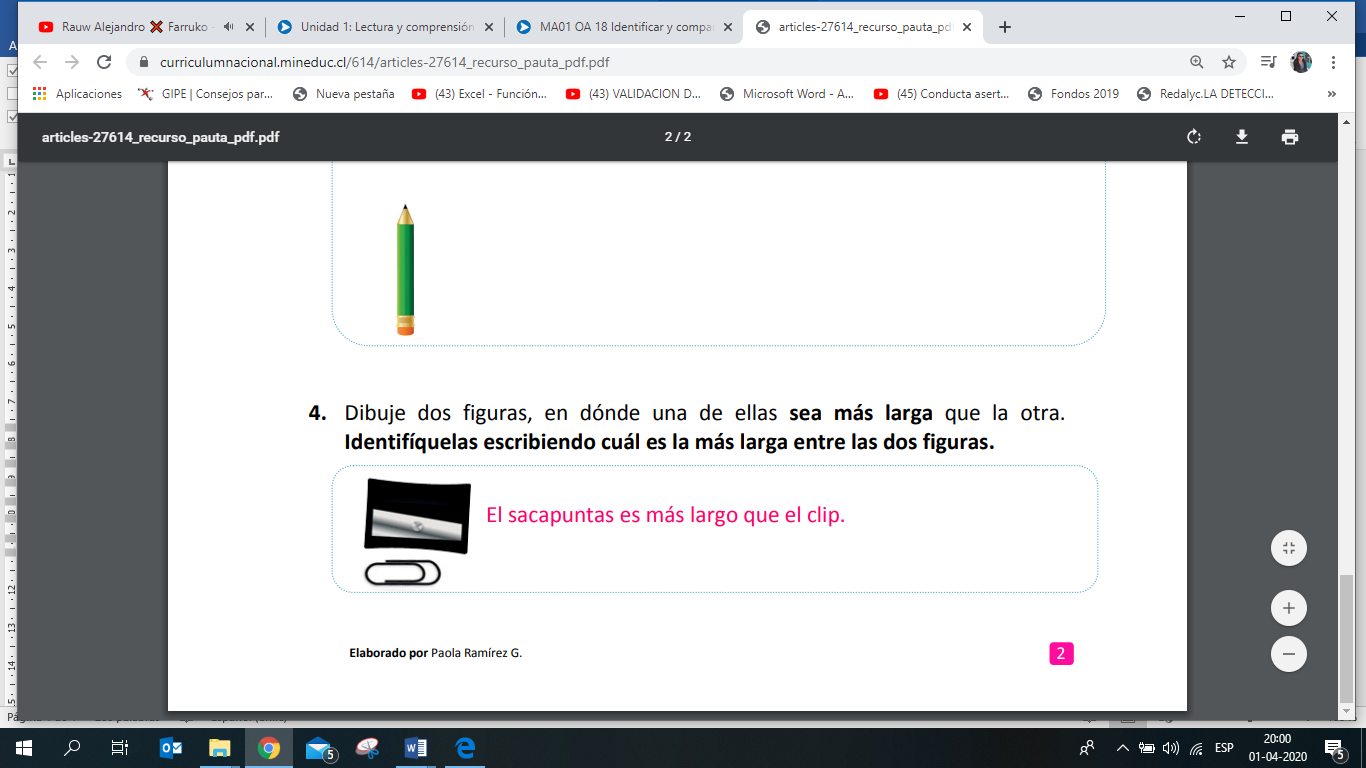 Rauw Alejandro ❌ Farruko -
Unidad 1: Lectura y comprensión
MA01 OA 18 Identificar y compa
articles-27614_recurso_pauta_pd
curriculumnacional.mineduc.cl/614/articles-27614_recurso_pauta_pdf.pdf
Aplicaciones
GIPE | Consejos par...
Nueva pestaña
(43) Excel - Función...
(43) VALIDACION D...
Microsoft Word - A...
(45) Conducta asert...
Fondos 2019
Redalyc.LA DETECCI...
»
articles-27614_recurso_pauta_pdf.pdf
2 / 2
4. Dibuje dos figuras, en dónde una de ellas sea más larga que la otra.
Identifíquelas escribiendo cuál es la más larga entre las dos figuras.
El sacapuntas es más largo que el clip.
Elaborado por Paola Ramírez G.
2
5
ESP
20:00
01-04-2020
5